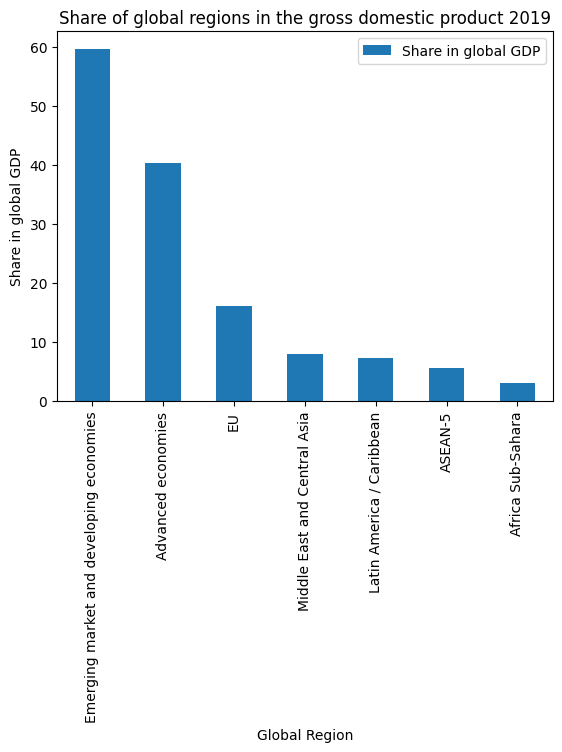 Share of global regions in the gross domestic product 2019
Share in global GDP
Share in global GDP
60
50
40
30
20
10
0
Emerging market and developing economies
Advanced economies
EU
Middle East and Central Asia
Latin America / Caribbean
ASEAN-5
Africa Sub-Sahara
Global Region